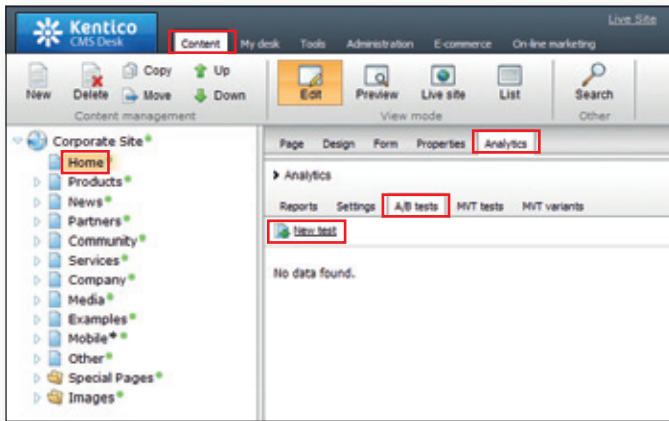 Live Site
Kentico
CMS Desk
Content My desk Tools Administration E-commerce On-line marketing
Copy Up
New Delete Move Down Edit Preview Live site List Search
Content management View mode Other
Corporate Site
Home
Products
News
Partners
Community
Services
Company
Media
Examples
Mobile
Other
Special Pages
Images
Page Design Form Properties Analytics
Analytics
Reports Settings A/B tests MVT tests MVT variants
New test
No data found.